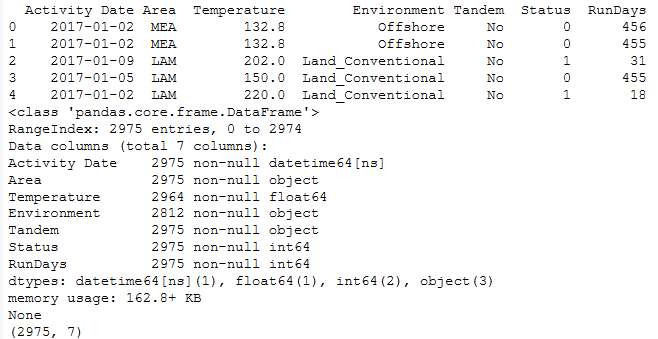 Activity Date Area  Temperature        Environment Tandem  Status  RunDays
0    2017-01-02  MEA        132.8           Offshore     No       0      456
1    2017-01-02  MEA        132.8           Offshore     No       0      455
2    2017-01-09  LAM        202.0  Land_Conventional     No       1       31
3    2017-01-05  LAM        150.0  Land_Conventional     No       0      455
4    2017-01-02  LAM        220.0  Land_Conventional     No       1       18
<class 'pandas.core.frame.DataFrame'>
RangeIndex: 2975 entries, 0 to 2974
Data columns (total 7 columns):
Activity Date    2975 non-null datetime64[ns]
Area             2975 non-null object
Temperature      2964 non-null float64
Environment      2812 non-null object
Tandem           2975 non-null object
Status           2975 non-null int64
RunDays          2975 non-null int64
dtypes: datetime64[ns](1), float64(1), int64(2), object(3)
memory usage: 162.8+ KB
None
(2975, 7)